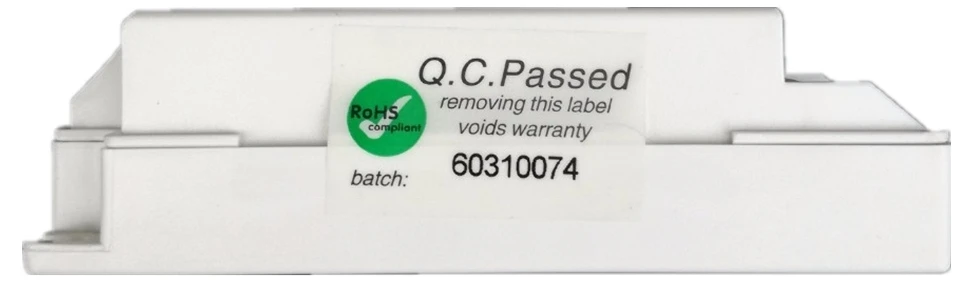 Q.C.Passed
RoHS
compliant
removing this label
voids warranty
batch: 60310074